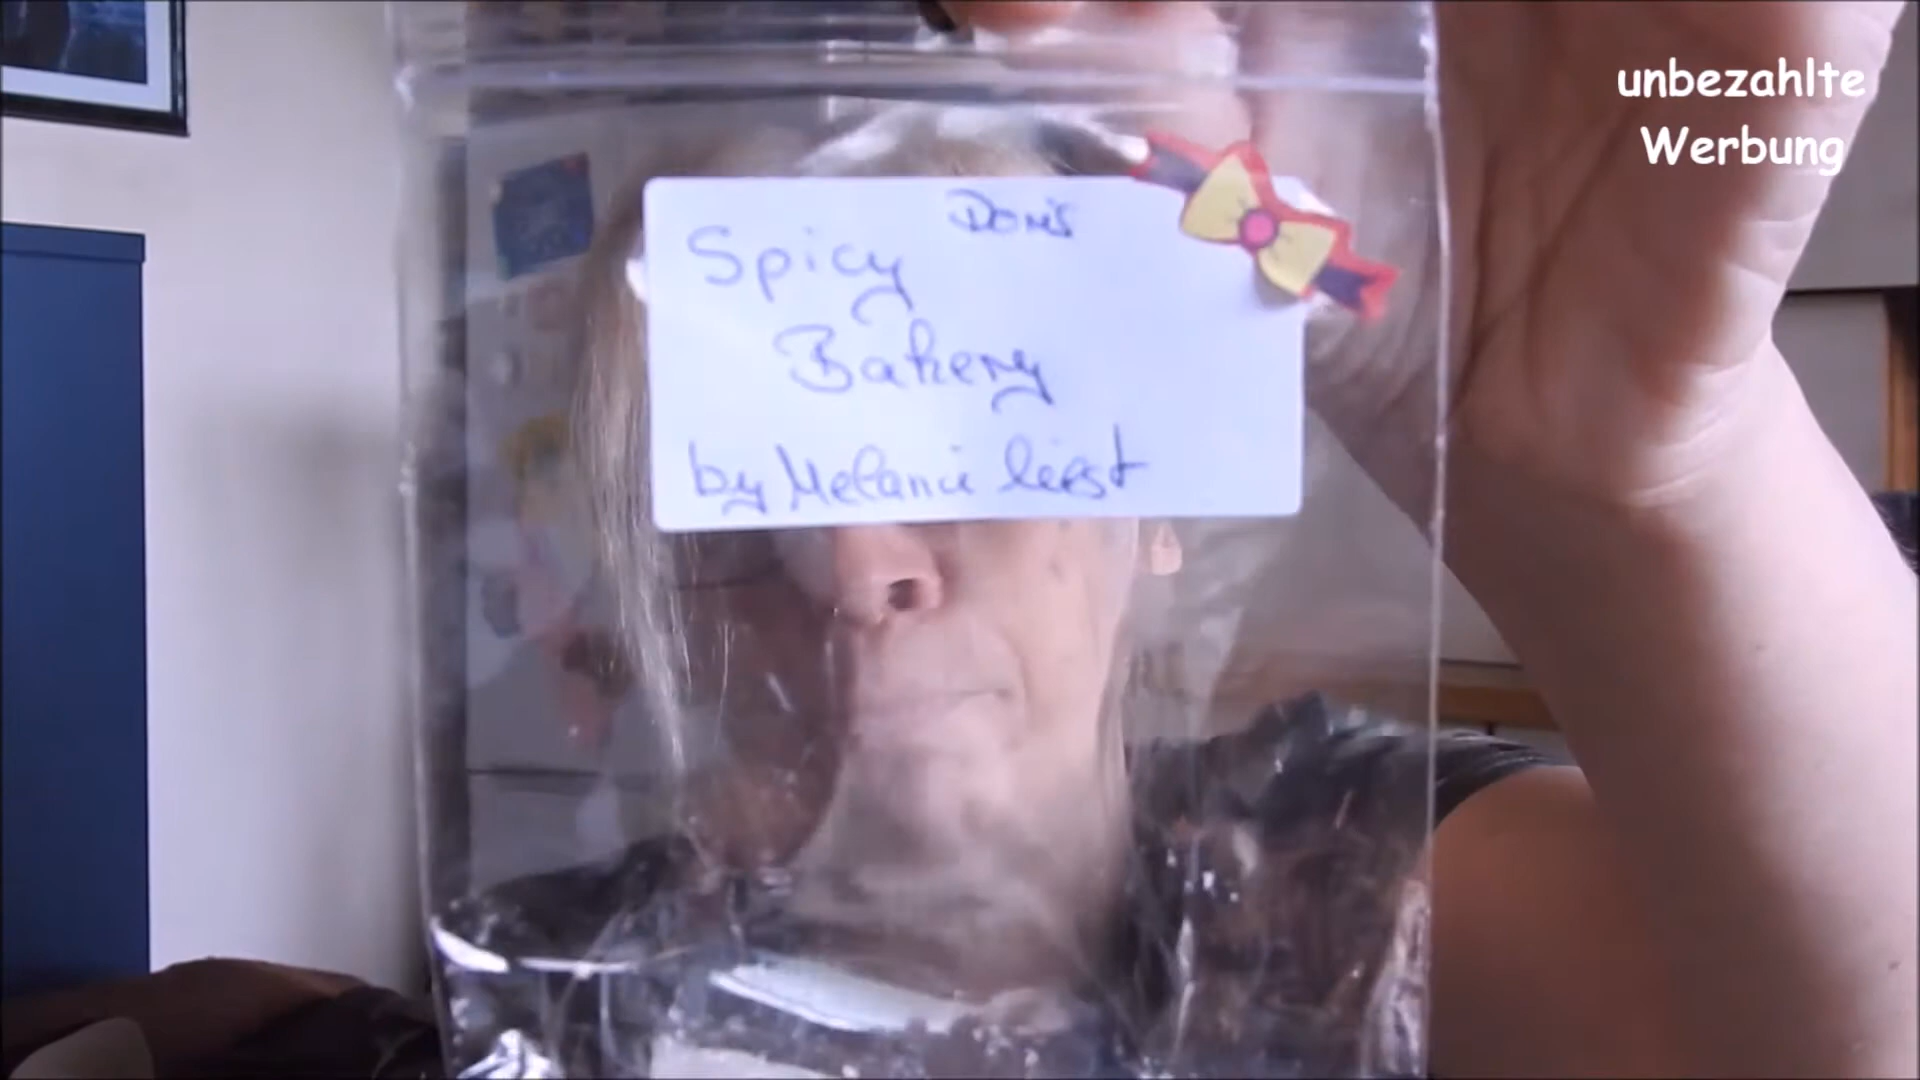 unbezahlte
Werbung
Doris
Spicy
Bakery
by Melanie liest